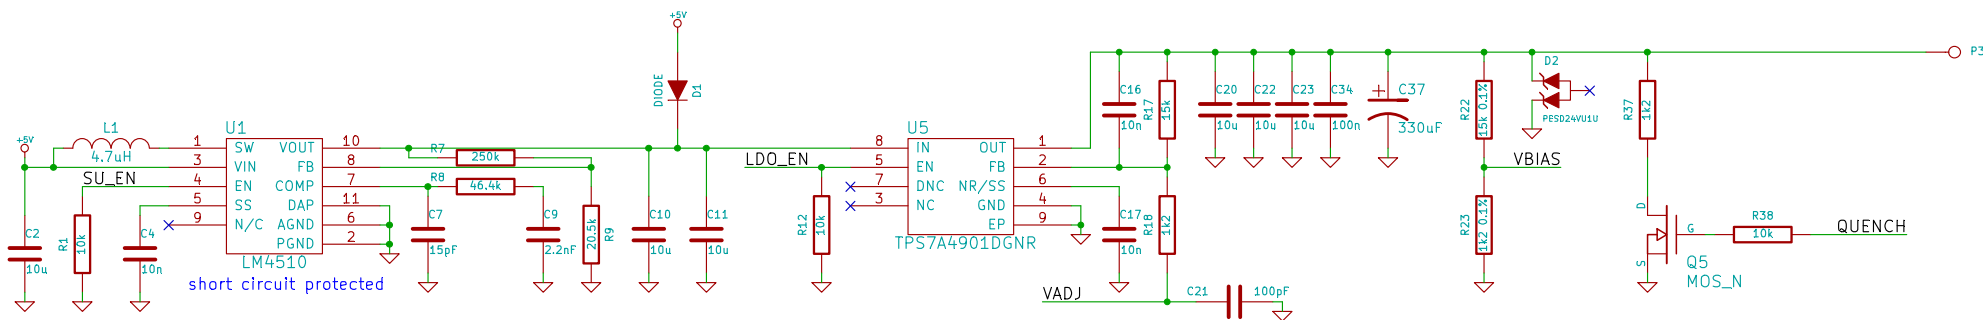 +5V
L1
4.7uH
SU_EN
C2
10u
R1
10k
C4
10n
U1
1 SW VOUT 10
3 VIN FB 8
4 EN COMP 7
5 SS DAP 11
9 N/C AGND 6
PGND 2
LM4510
short circuit protected
R7
250k
R8
46.4k
C7
15pF
C9
2.2nF
R9
20.5k
C10
10u
+5V
DIODE
D1
C11
10u
LDO_EN
R12
10k
U5
8 IN OUT 1
5 EN FB 2
7 DNC NR/SS 6
3 NC GND 4
EP 9
TPS7A4901DGNR
C16
10n
R17
15k
C17
10n
R18
1k2
VADJ
C21
100pF
C20
10u
C22
10u
C23
10u
C34
100n
C37
330uF
R22
15k 0.1%
VBIAS
R23
1k2 0.1%
D2
PESD24VU1U
R37
1k2
D
G
S
Q5
MOS_N
R38
10k
QUENCH
P3